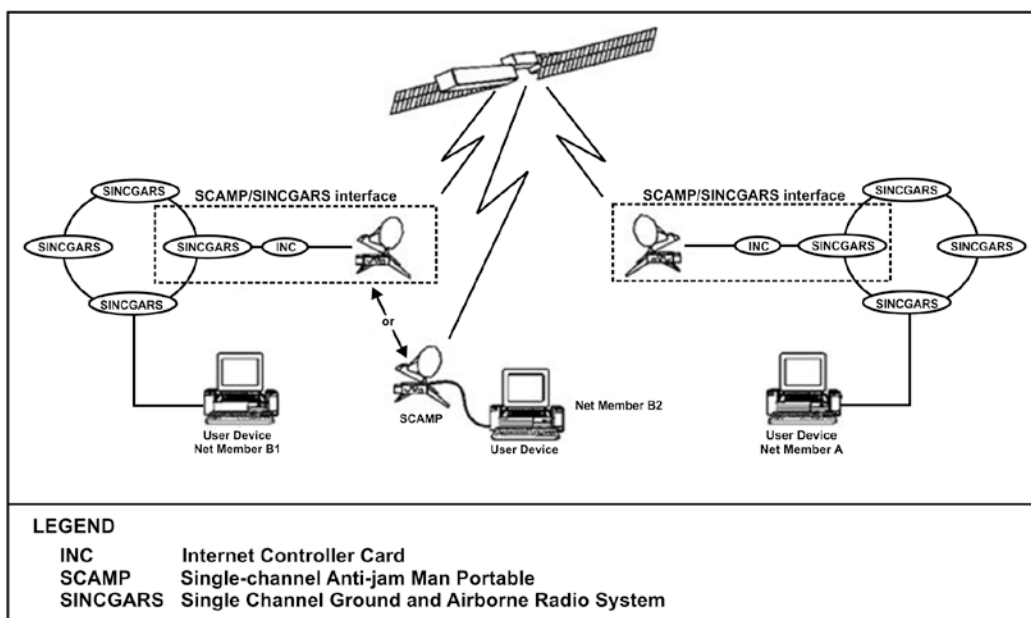 SCAMP/SINCGARS interface
SINCGARS
SINCGARS
SINCGARS
INC
SINCGARS
or
SCAMP
User Device
Net Member B1
Net Member B2
User Device
SCAMP/SINCGARS interface
SINCGARS
INC
SINCGARS
SINCGARS
SINCGARS
User Device
Net Member A
LEGEND
INC Internet Controller Card
SCAMP Single-channel Anti-jam Man Portable
SINCGARS Single Channel Ground and Airborne Radio System